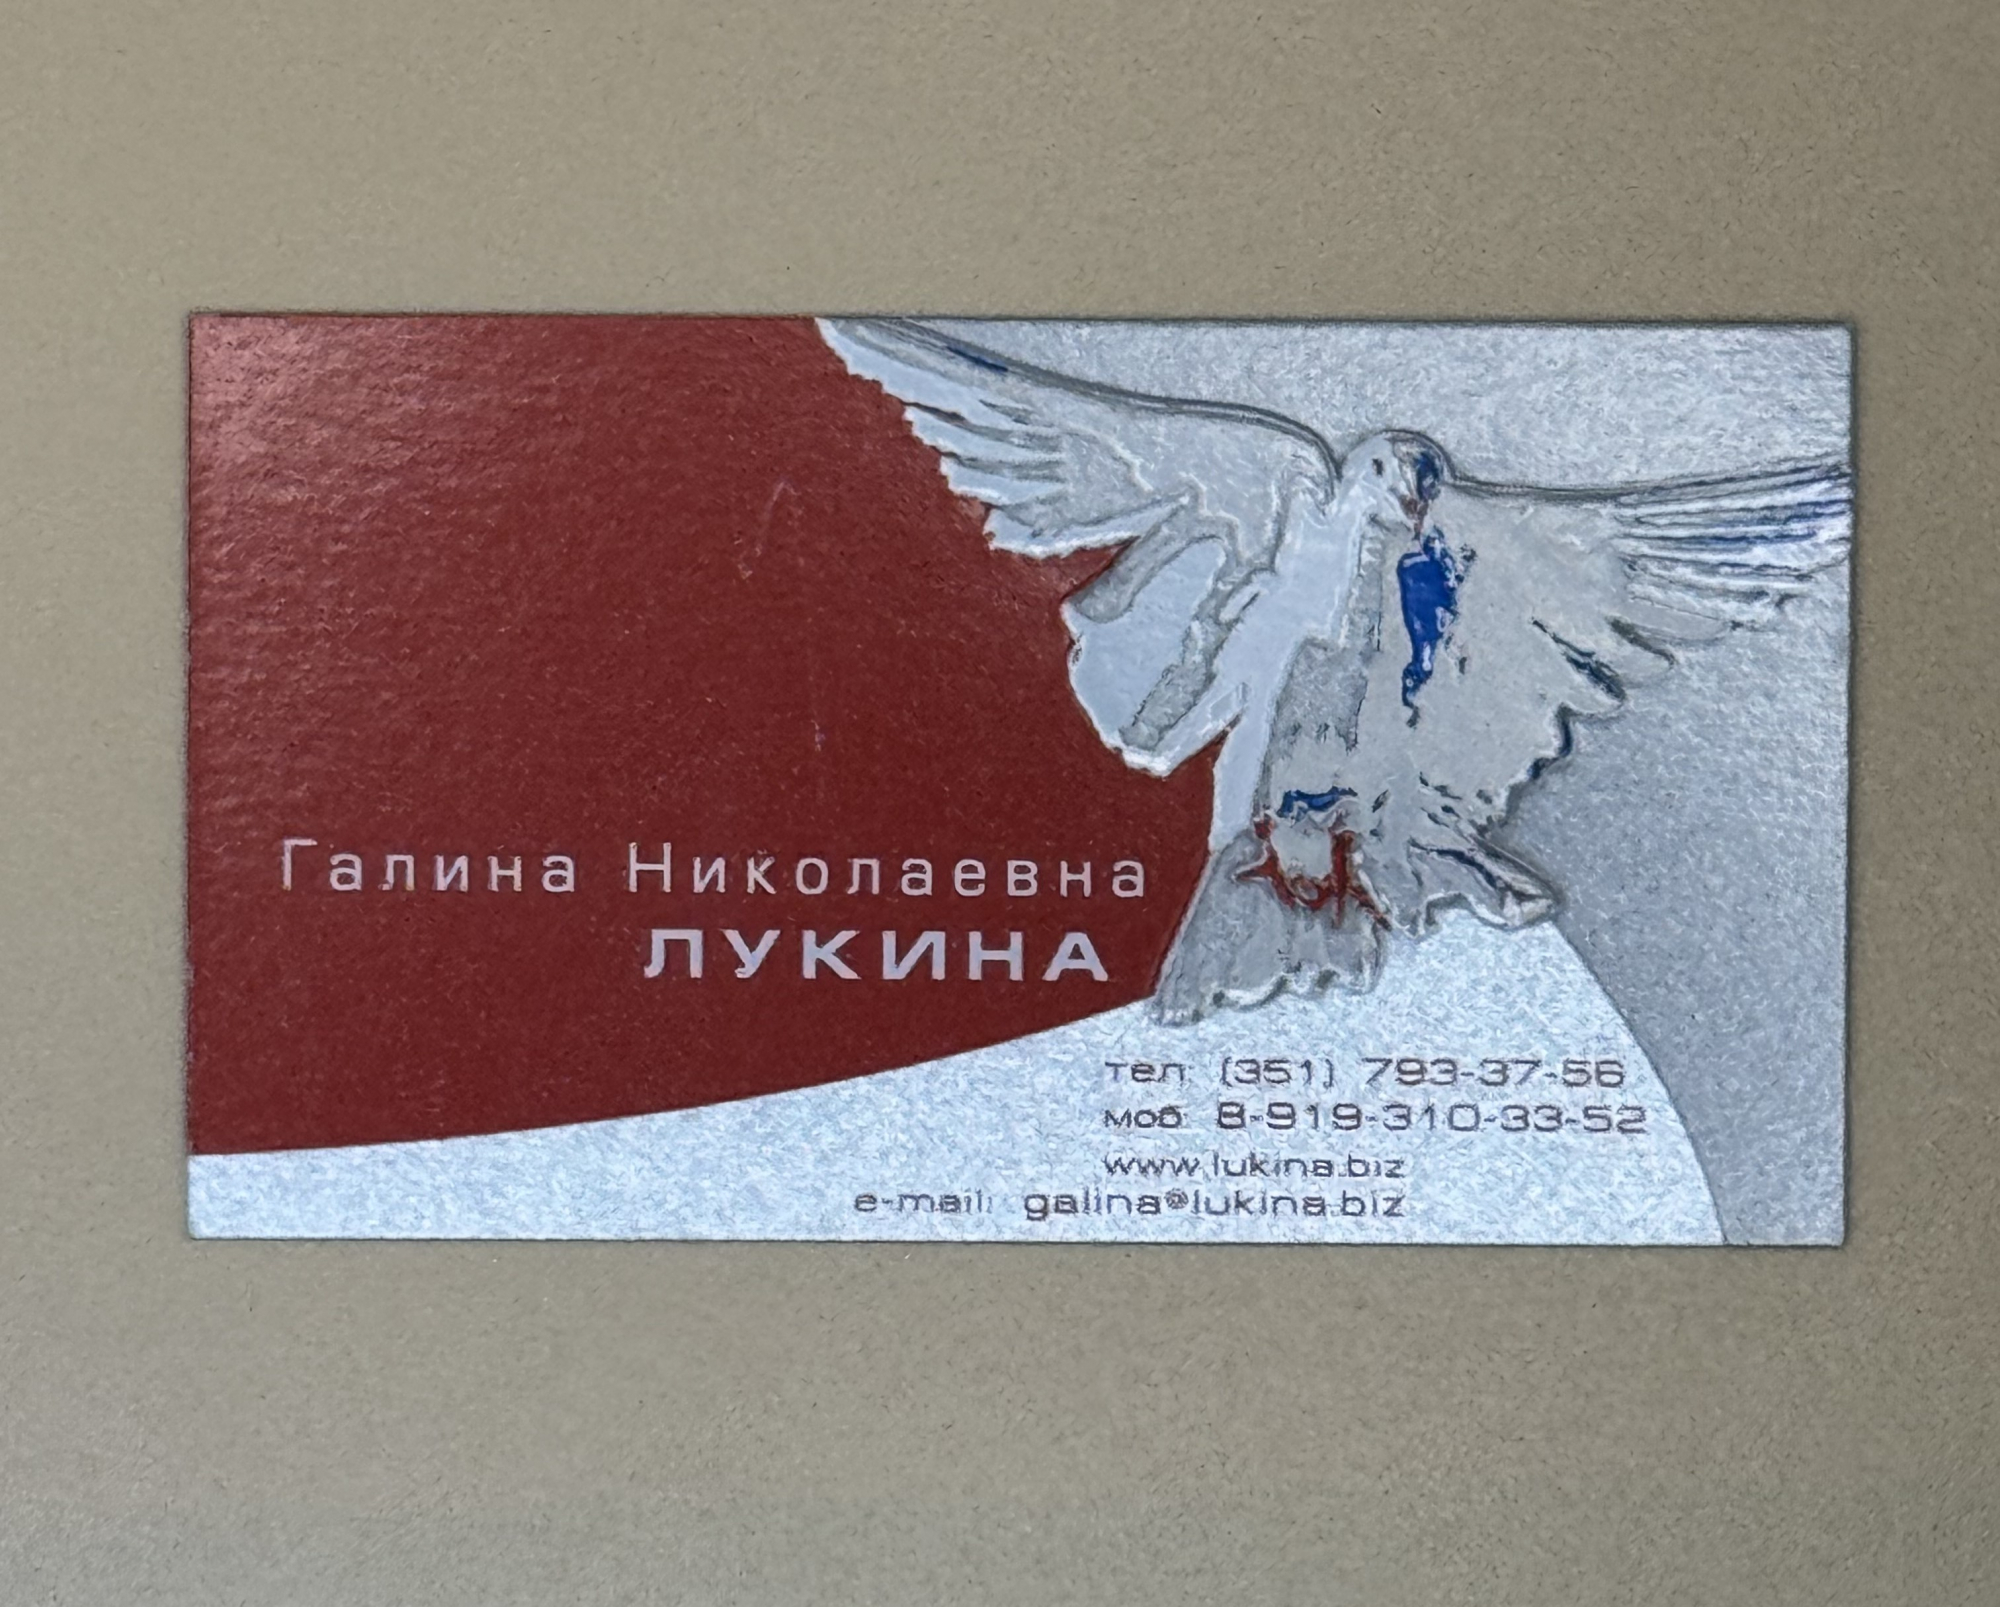 Галина Николаевна
ЛУКИНА
тел: (351) 793-37-56
моб: 8-919-310-33-52
www.lukina.biz
e-mail: galina@lukina.biz